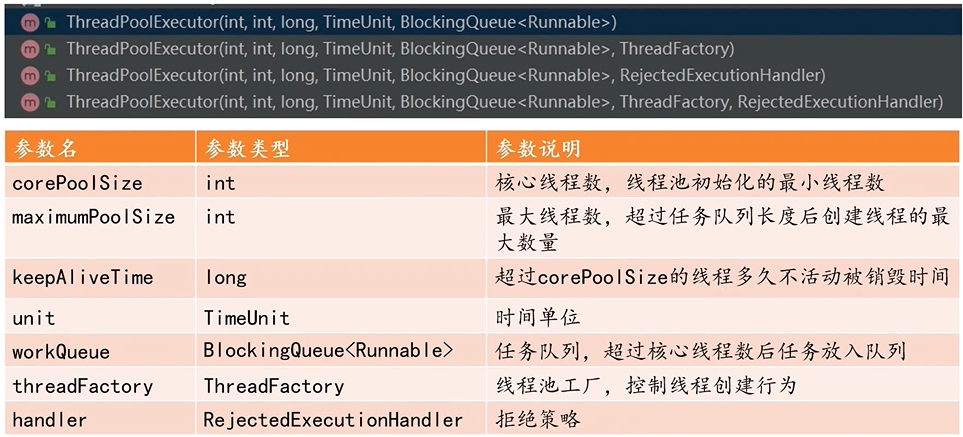 ThreadPoolExecutor(int, int, long, TimeUnit, BlockingQueue<Runnable>)
ThreadPoolExecutor(int, int, long, TimeUnit, BlockingQueue<Runnable>, ThreadFactory)
ThreadPoolExecutor(int, int, long, TimeUnit, BlockingQueue<Runnable>, RejectedExecutionHandler)
ThreadPoolExecutor(int, int, long, TimeUnit, BlockingQueue<Runnable>, ThreadFactory, RejectedExecutionHandler)
参数名 参数类型 参数说明
corePoolSize int 核心线程数，线程池初始化的最小线程数
maximumPoolSize int 最大线程数，超过任务队列长度后创建线程的最
大数量
keepAliveTime long 超过corePoolSize的线程多久不活动被销毁时间
unit TimeUnit 时间单位
workQueue BlockingQueue<Runnable> 任务队列，超过核心线程数后任务放入队列
threadFactory ThreadFactory 线程池工厂，控制线程创建行为
handler RejectedExecutionHandler 拒绝策略